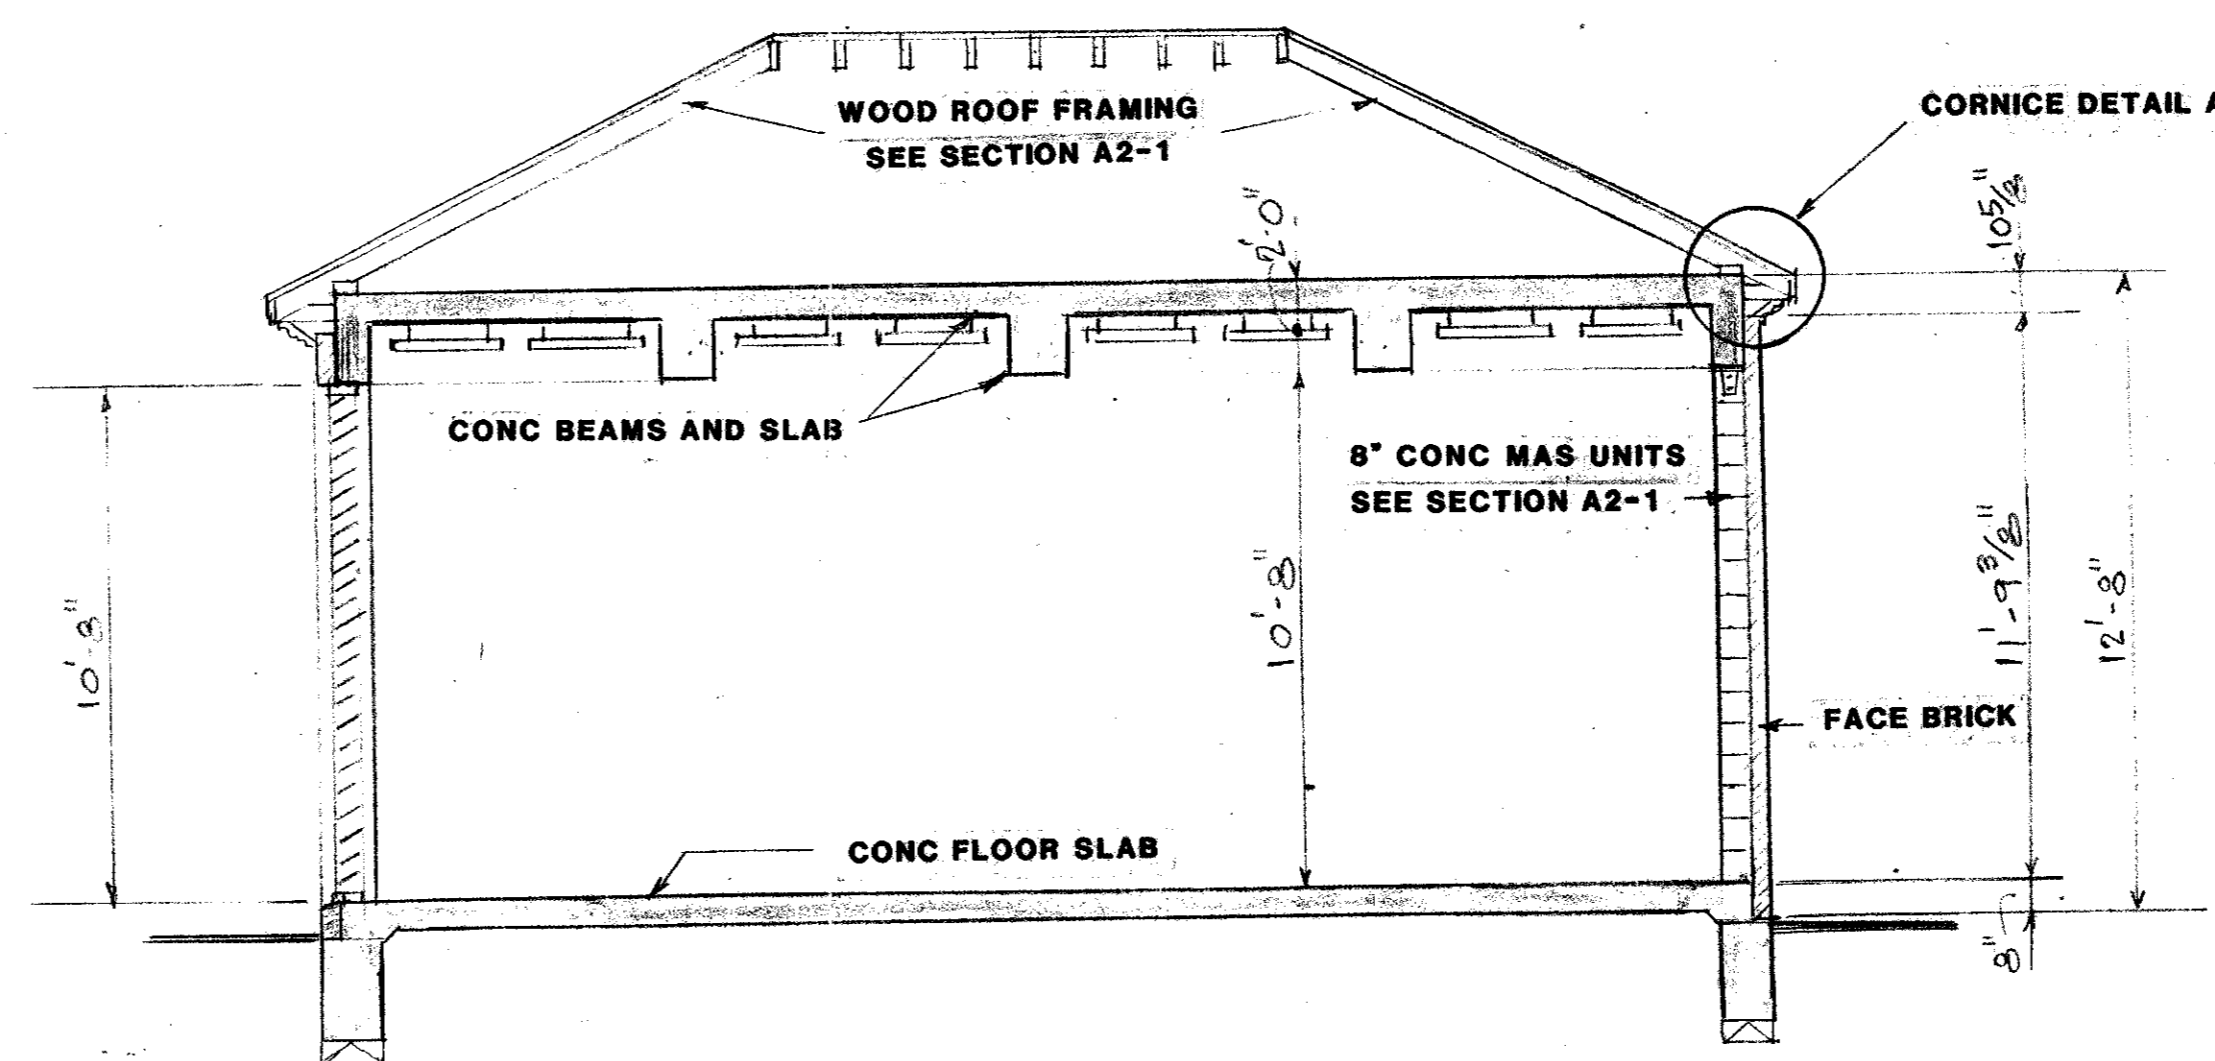 WOOD ROOF FRAMING
SEE SECTION A2-1
CORNICE DETAIL A
10 5/8"
2'-0"
CONC BEAMS AND SLAB
8" CONC MAS UNITS
SEE SECTION A2-1
10'-8"
10'-8"
11'-9 3/8"
12'-8"
FACE BRICK
CONC FLOOR SLAB
8"